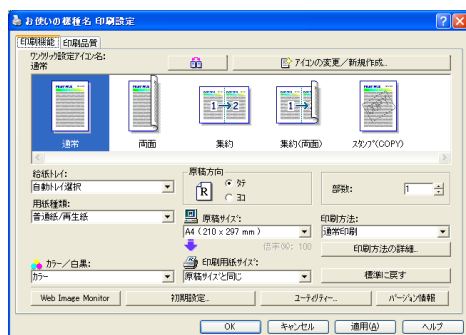 お使いの機種名 印刷設定
印刷機能 印刷品質
ワンクリック設定アイコン名:
通常
アイコンの変更/新規作成...
1 2 1 2
通常 両面 集約 集約(両面) スタンプ(COPY)
給紙トレイ: 原稿方向
自動トレイ選択 R タテ 部数: 1
ヨコ
用紙種類:
普通紙/再生紙 原稿サイズ: 印刷方法:
A4 (210 x 297 mm) 通常印刷
倍率(%): 100 印刷方法の詳細...
カラー/白黒: 印刷用紙サイズ:
カラー 原稿サイズと同じ 標準に戻す
Web Image Monitor 初期設定... ユーティリティー... バージョン情報
OK キャンセル 適用(A) ヘルプ